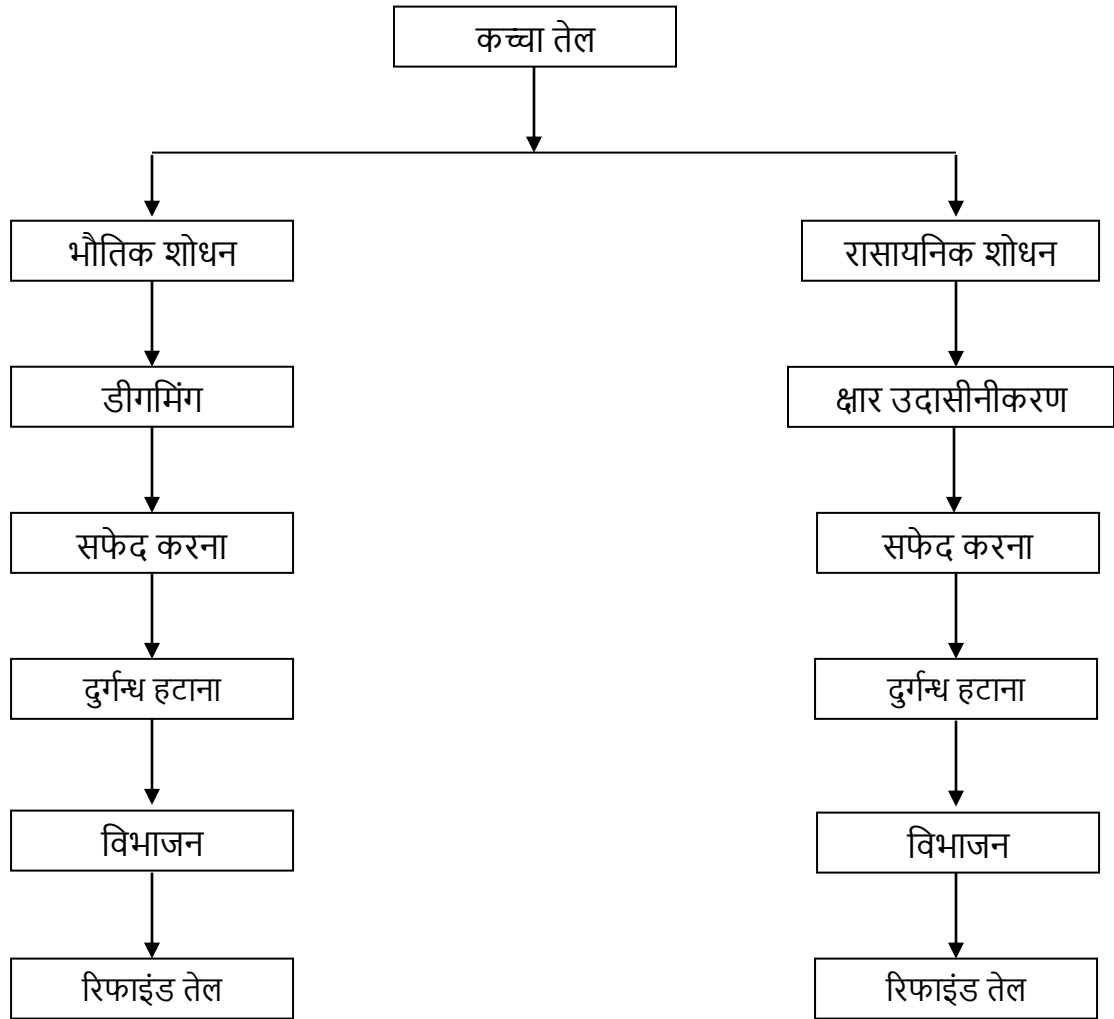 कच्चा तेल
भौतिक शोधन
रासायनिक शोधन
डीगमिंग
क्षार उदासीनीकरण
सफेद करना
सफेद करना
दुर्गन्ध हटाना
दुर्गन्ध हटाना
विभाजन
विभाजन
रिफाइंड तेल
रिफाइंड तेल